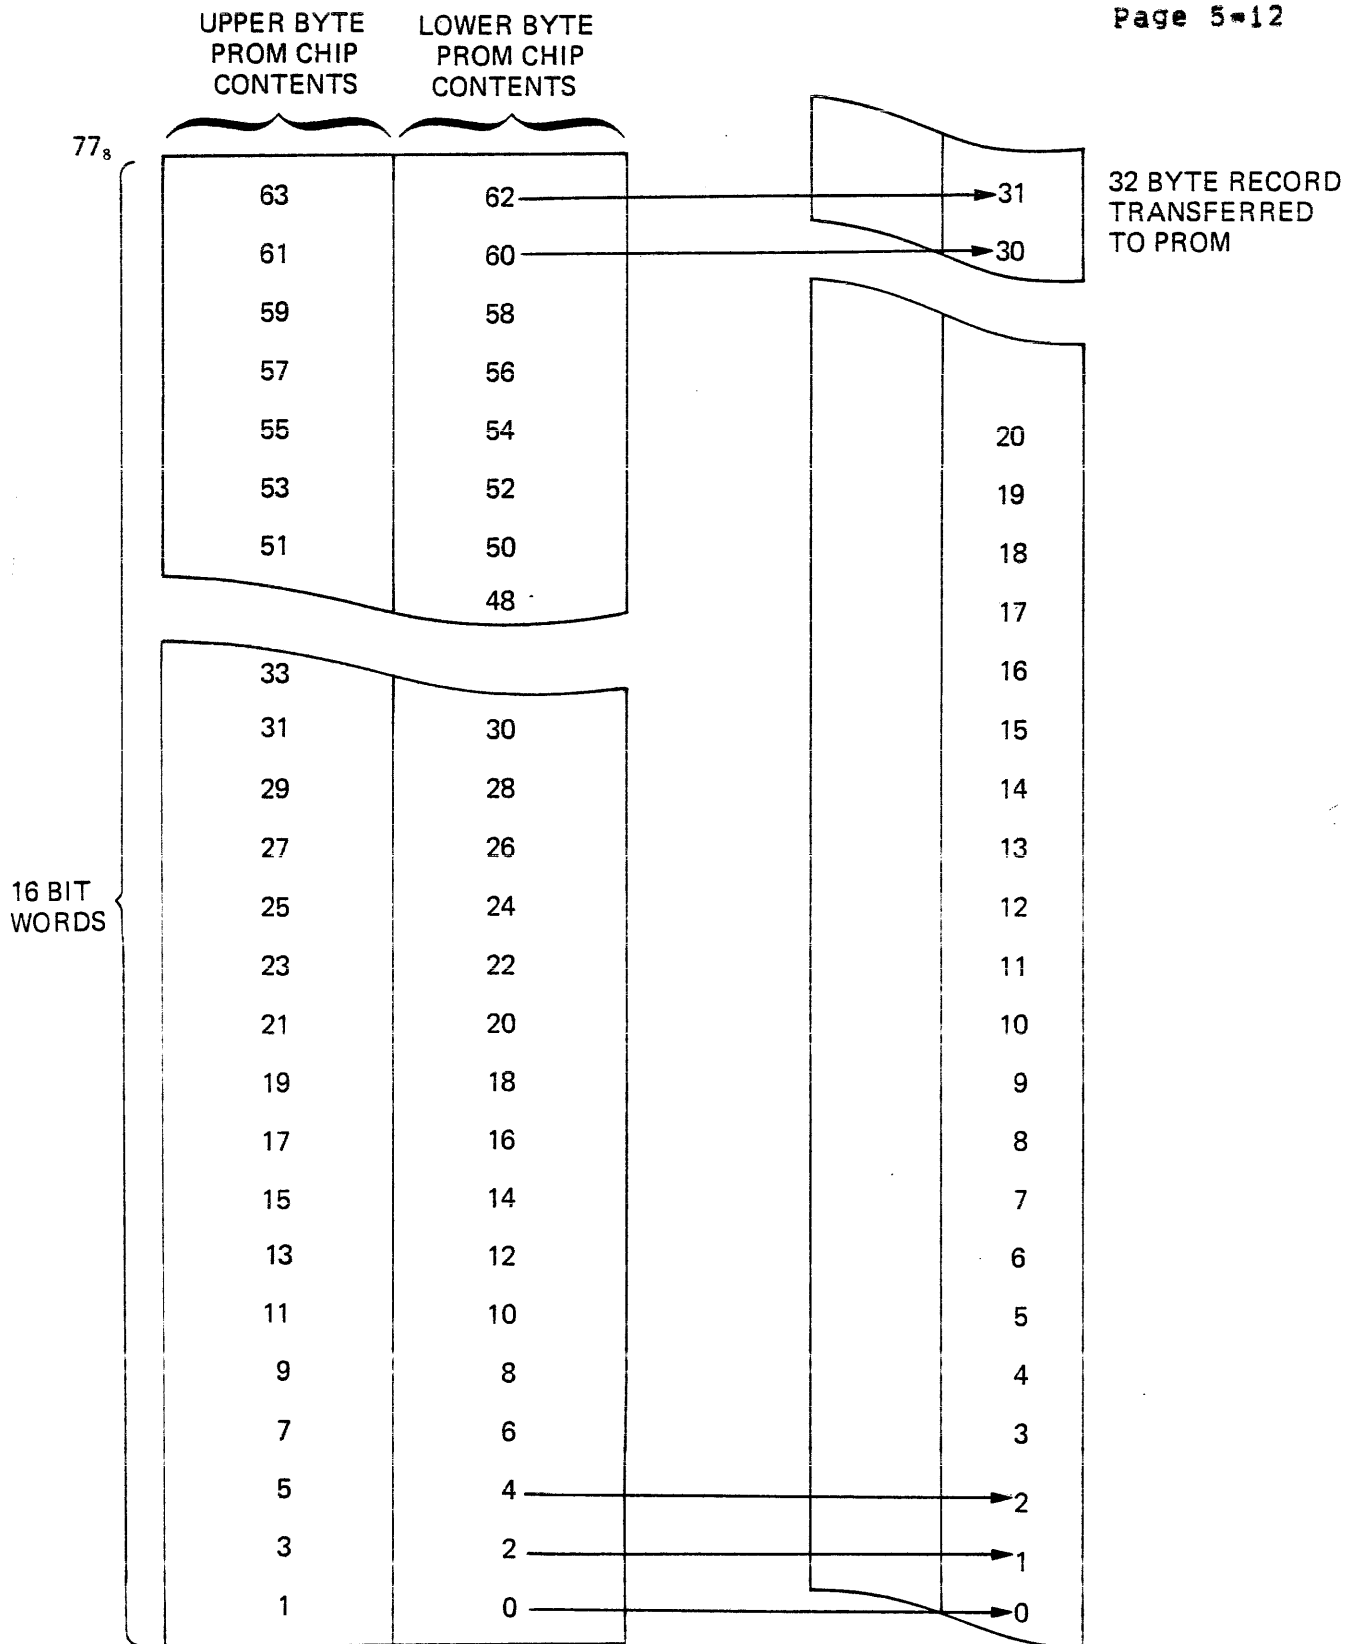 Page 5-12
UPPER BYTE
PROM CHIP
CONTENTS
LOWER BYTE
PROM CHIP
CONTENTS
77₈
63 62 31
32 BYTE RECORD
TRANSFERRED
TO PROM
61 60 30
59 58
57 56
55 54 20
53 52 19
51 50 18
48 17
33 16
31 30 15
29 28 14
27 26 13
16 BIT
WORDS
25 24 12
23 22 11
21 20 10
19 18 9
17 16 8
15 14 7
13 12 6
11 10 5
9 8 4
7 6 3
5 4 2
3 2 1
1 0 0